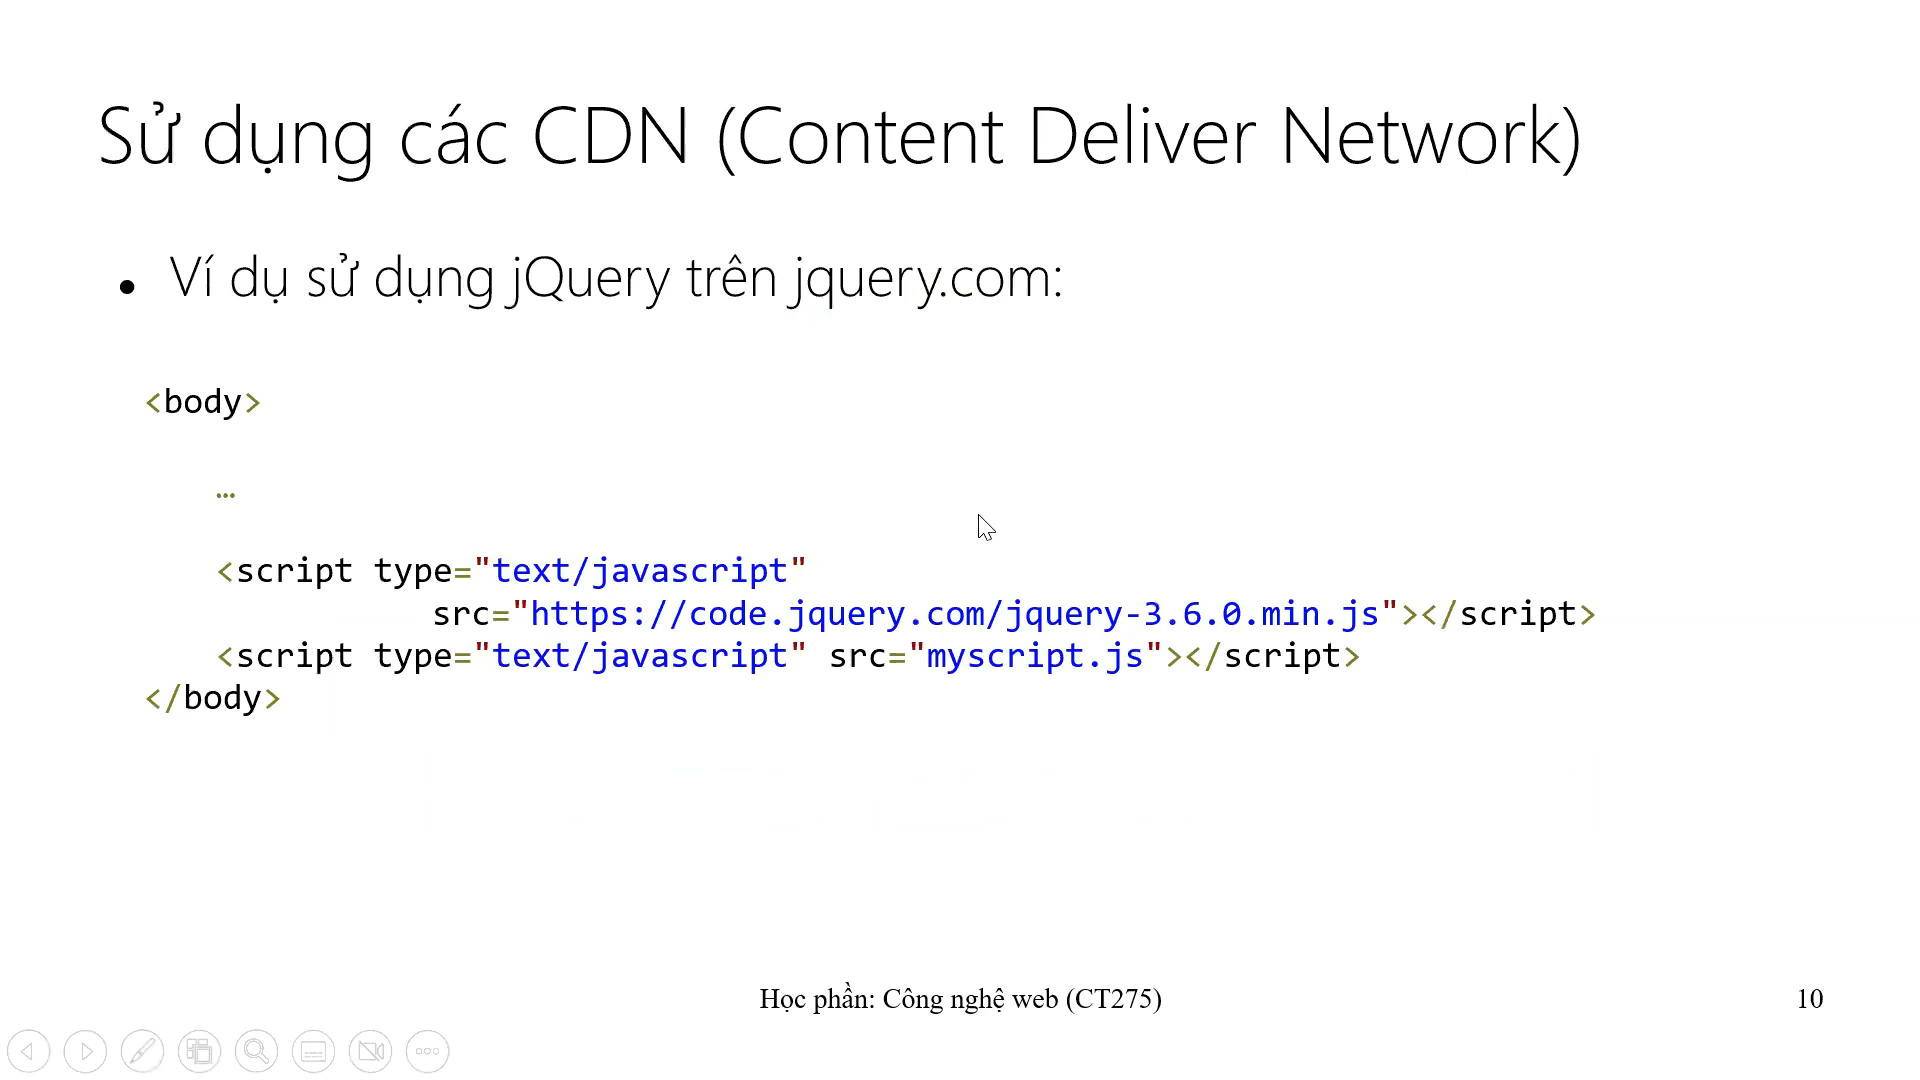 Sử dụng các CDN (Content Deliver Network)
• Ví dụ sử dụng jQuery trên jquery.com:
<body>
…
<script type="text/javascript"
src="https://code.jquery.com/jquery-3.6.0.min.js"></script>
<script type="text/javascript" src="myscript.js"></script>
</body>
Học phần: Công nghệ web (CT275)
10